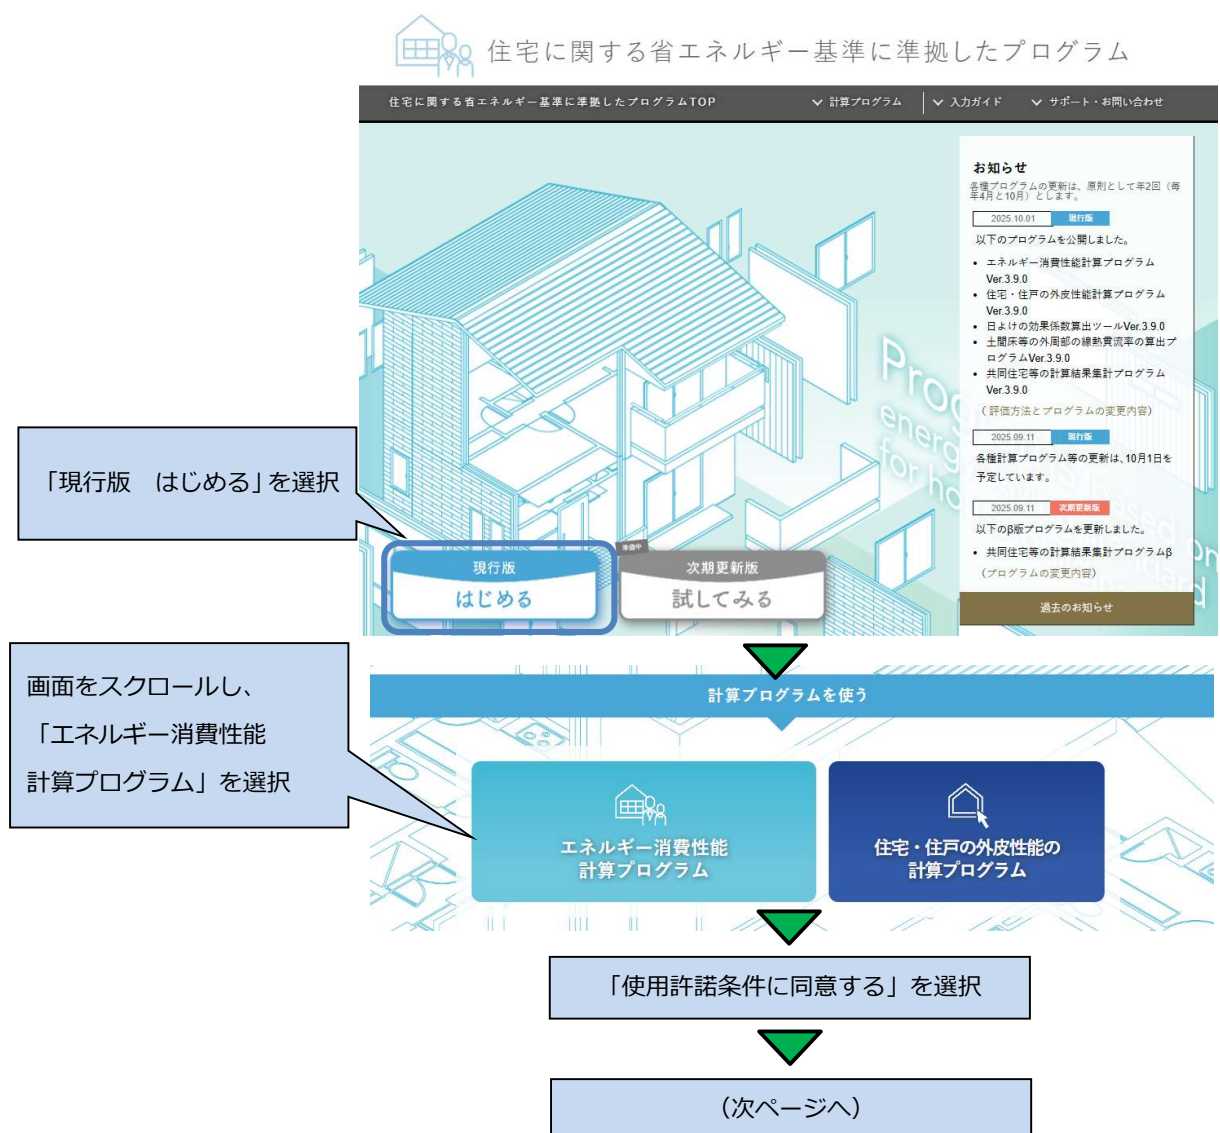 住宅に関する省エネルギー基準に準拠したプログラム
住宅に関する省エネルギー基準に準拠したプログラムTOP
計算プログラム
入力ガイド
サポート・お問い合わせ
お知らせ
各種プログラムの更新は、原則として年2回（毎
年4月と10月）とします。
2025.10.01 現行版
以下のプログラムを公開しました。
• エネルギー消費性能計算プログラム
Ver.3.9.0
• 住宅・住戸の外皮性能計算プログラム
Ver.3.9.0
• 日よけの効果係数算出ツールVer.3.9.0
• 土間床等の外周部の線熱貫流率の算出プ
ログラムVer.3.9.0
• 共同住宅等の計算結果集計プログラム
Ver.3.9.0
（評価方法とプログラムの変更内容）
2025.09.11 現行版
各種計算プログラム等の更新は、10月1日を
予定しています。
2025.09.11 次期更新版
以下のβ版プログラムを更新しました。
• 共同住宅等の計算結果集計プログラムβ
（プログラムの変更内容）
過去のお知らせ
「現行版　はじめる」を選択
現行版
はじめる
準備中
次期更新版
試してみる
画面をスクロールし、
「エネルギー消費性能
計算プログラム」を選択
計算プログラムを使う
エネルギー消費性能
計算プログラム
住宅・住戸の外皮性能の
計算プログラム
「使用許諾条件に同意する」を選択
（次ページへ）